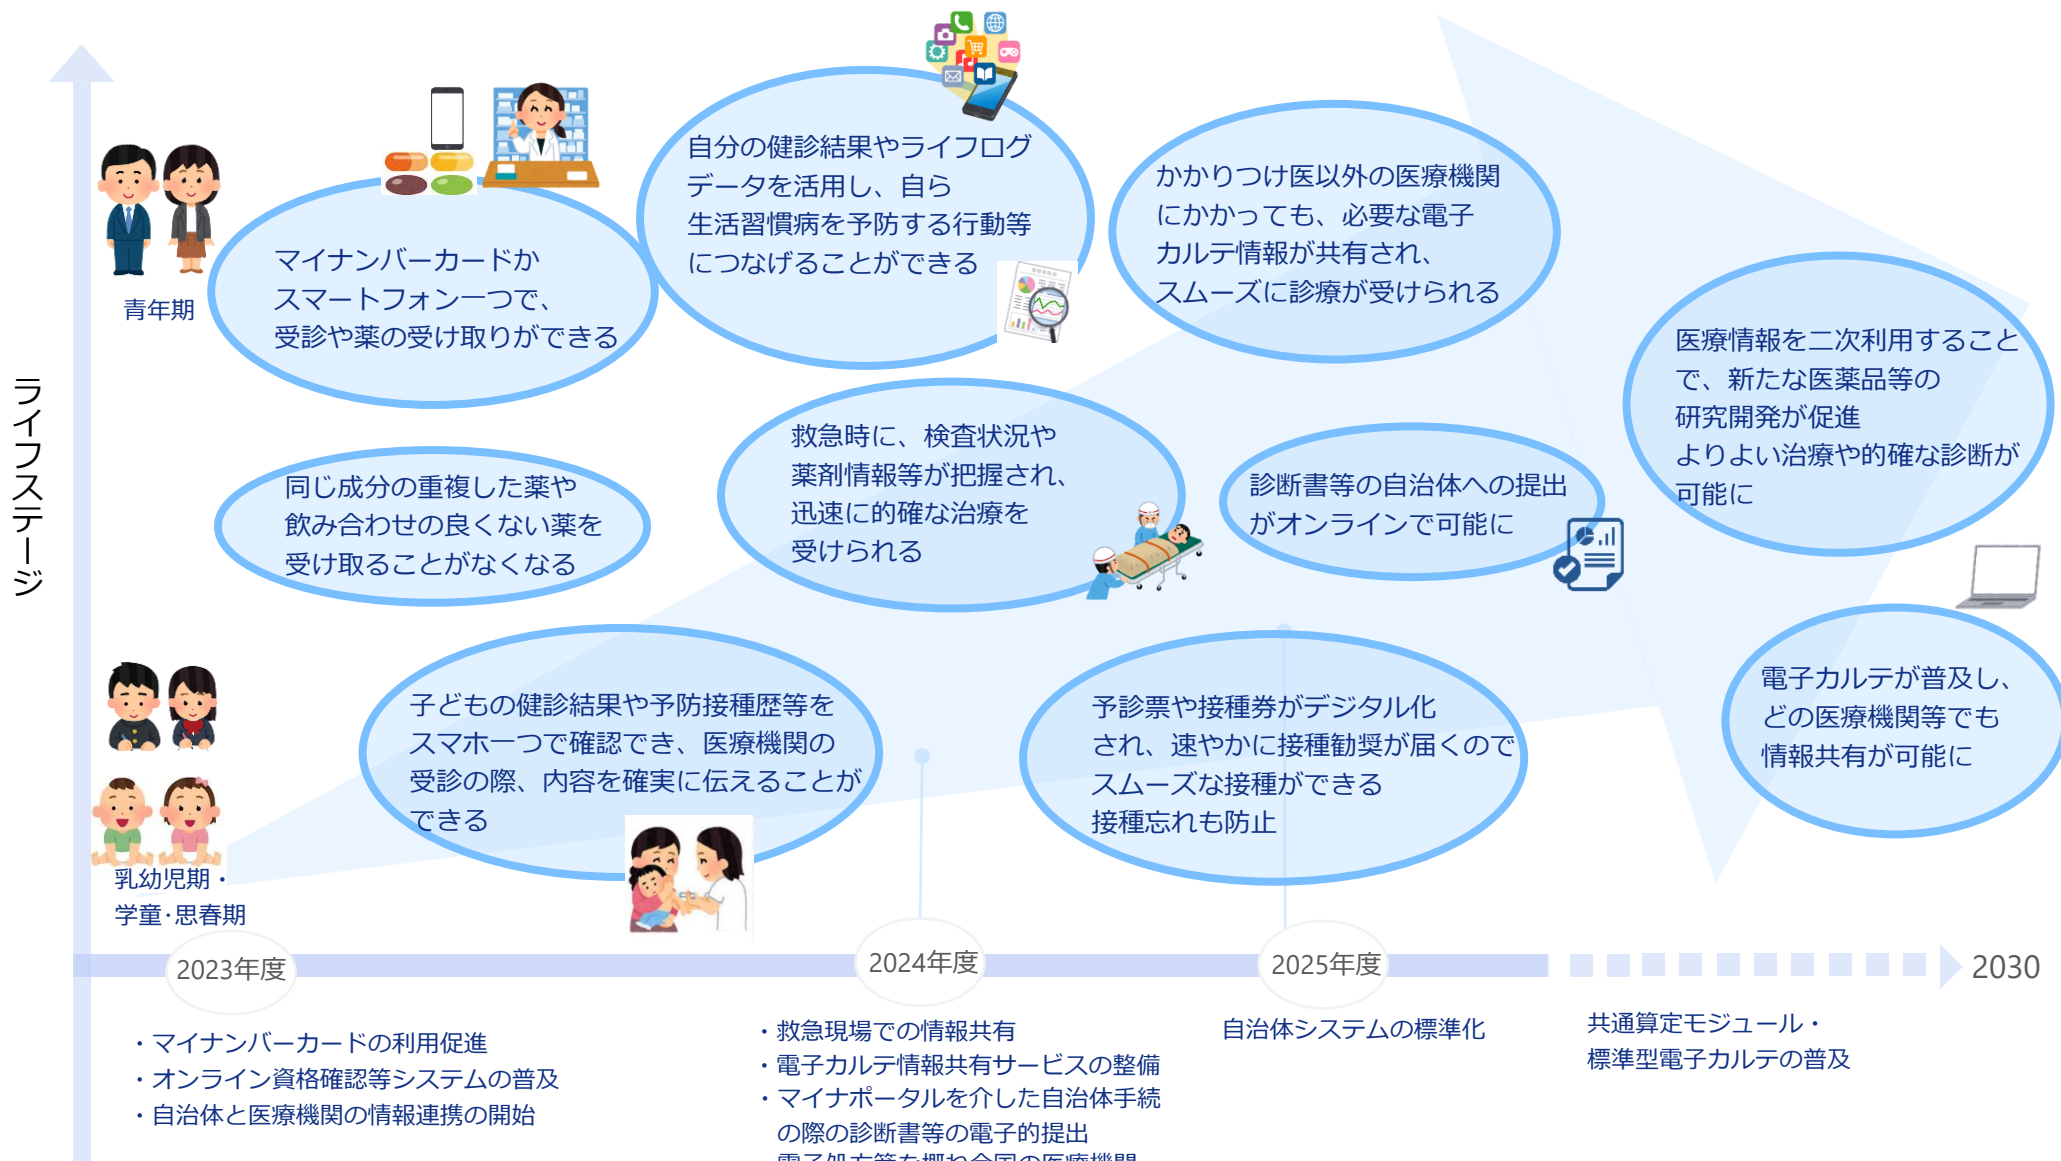 ライフステージ
青年期
マイナンバーカードか
スマートフォン一つで、
受診や薬の受け取りができる
自分の健診結果やライフログ
データを活用し、自ら
生活習慣病を予防する行動等
につなげることができる
かかりつけ医以外の医療機関
にかかっても、必要な電子
カルテ情報が共有され、
スムーズに診療が受けられる
医療情報を二次利用すること
で、新たな医薬品等の
研究開発が促進
よりよい治療や的確な診断が
可能に
同じ成分の重複した薬や
飲み合わせの良くない薬を
受け取ることがなくなる
救急時に、検査状況や
薬剤情報等が把握され、
迅速に的確な治療を
受けられる
診断書等の自治体への提出
がオンラインで可能に
子どもの健診結果や予防接種歴等を
スマホ一つで確認でき、医療機関の
受診の際、内容を確実に伝えることが
できる
予診票や接種券がデジタル化
され、速やかに接種勧奨が届くので
スムーズな接種ができる
接種忘れも防止
電子カルテが普及し、
どの医療機関等でも
情報共有が可能に
乳幼児期・
学童・思春期
2023年度
2024年度
2025年度
2030
・マイナンバーカードの利用促進
・オンライン資格確認等システムの普及
・自治体と医療機関の情報連携の開始
・救急現場での情報共有
・電子カルテ情報共有サービスの整備
・マイナポータルを介した自治体手続
の際の診断書等の電子的提出
自治体システムの標準化
共通算定モジュール・
標準型電子カルテの普及